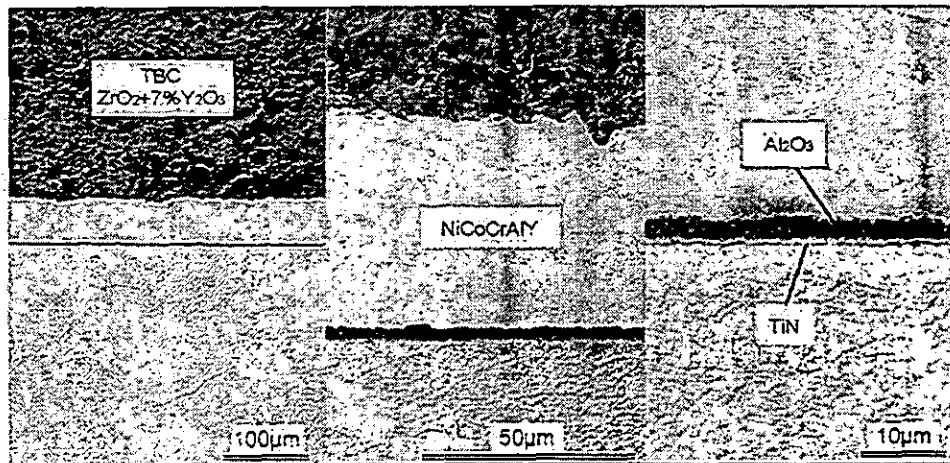 TBC
ZrO₂+7%Y₂O₃
NiCoCrAlY
Al₂O₃
TiN
100µm
50µm
10µm